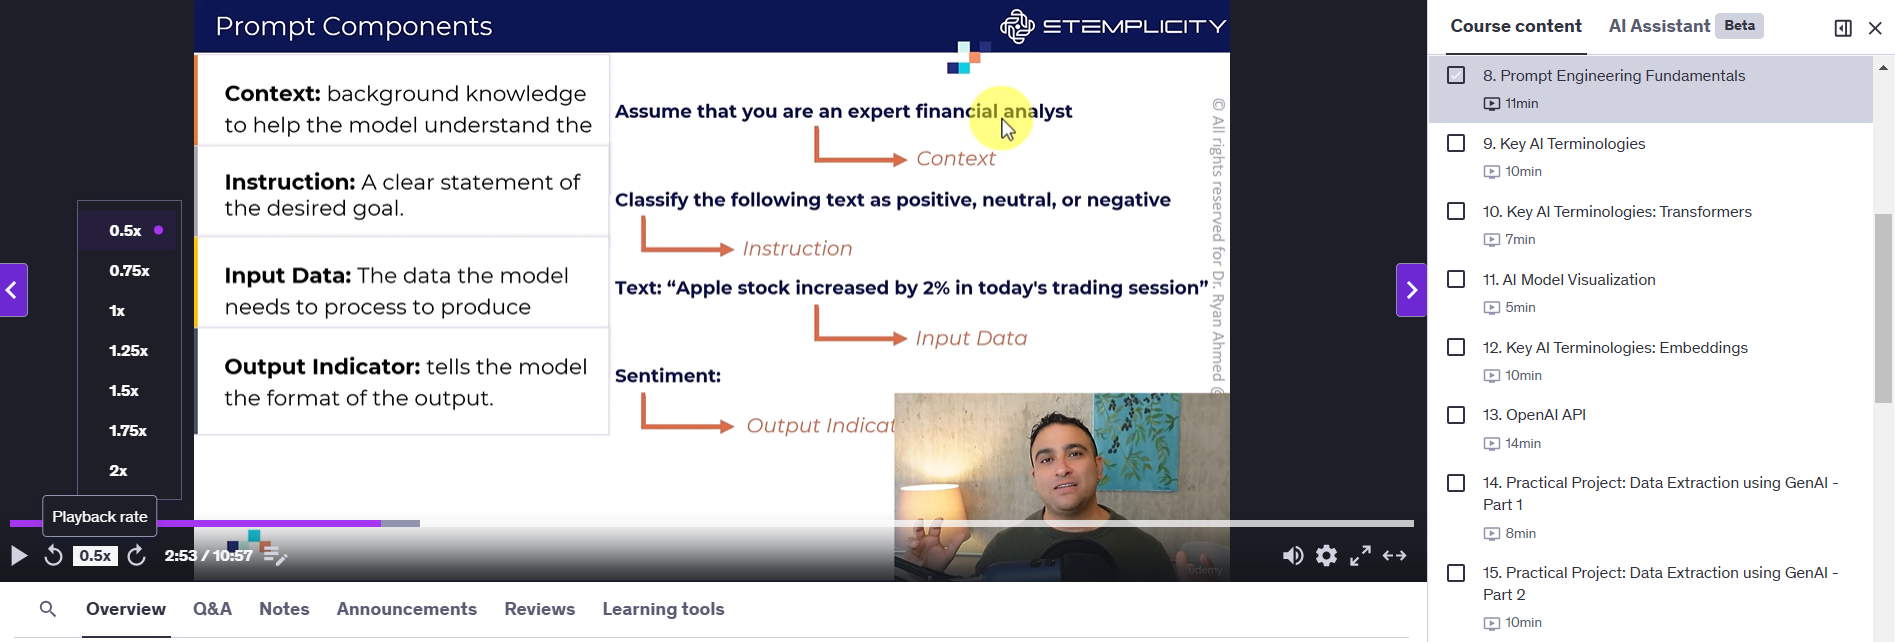 Prompt Components
STEMPLICITY
Context: background knowledge
to help the model understand the
Instruction: A clear statement of
the desired goal.
Input Data: The data the model
needs to process to produce
Output Indicator: tells the model
the format of the output.
Assume that you are an expert financial analyst
Context
Classify the following text as positive, neutral, or negative
Instruction
Text: “Apple stock increased by 2% in today's trading session”
Input Data
Sentiment:
Output Indicat
© All rights reserved for Dr. Ryan Ahmed ©
0.5x
0.75x
1x
1.25x
1.5x
1.75x
2x
Playback rate
0.5x
2:53 / 10:57
udemy
Overview
Q&A
Notes
Announcements
Reviews
Learning tools
Course content
AI Assistant
Beta
8. Prompt Engineering Fundamentals
11min
9. Key AI Terminologies
10min
10. Key AI Terminologies: Transformers
7min
11. AI Model Visualization
5min
12. Key AI Terminologies: Embeddings
10min
13. OpenAI API
14min
14. Practical Project: Data Extraction using GenAI -
Part 1
8min
15. Practical Project: Data Extraction using GenAI -
Part 2
10min